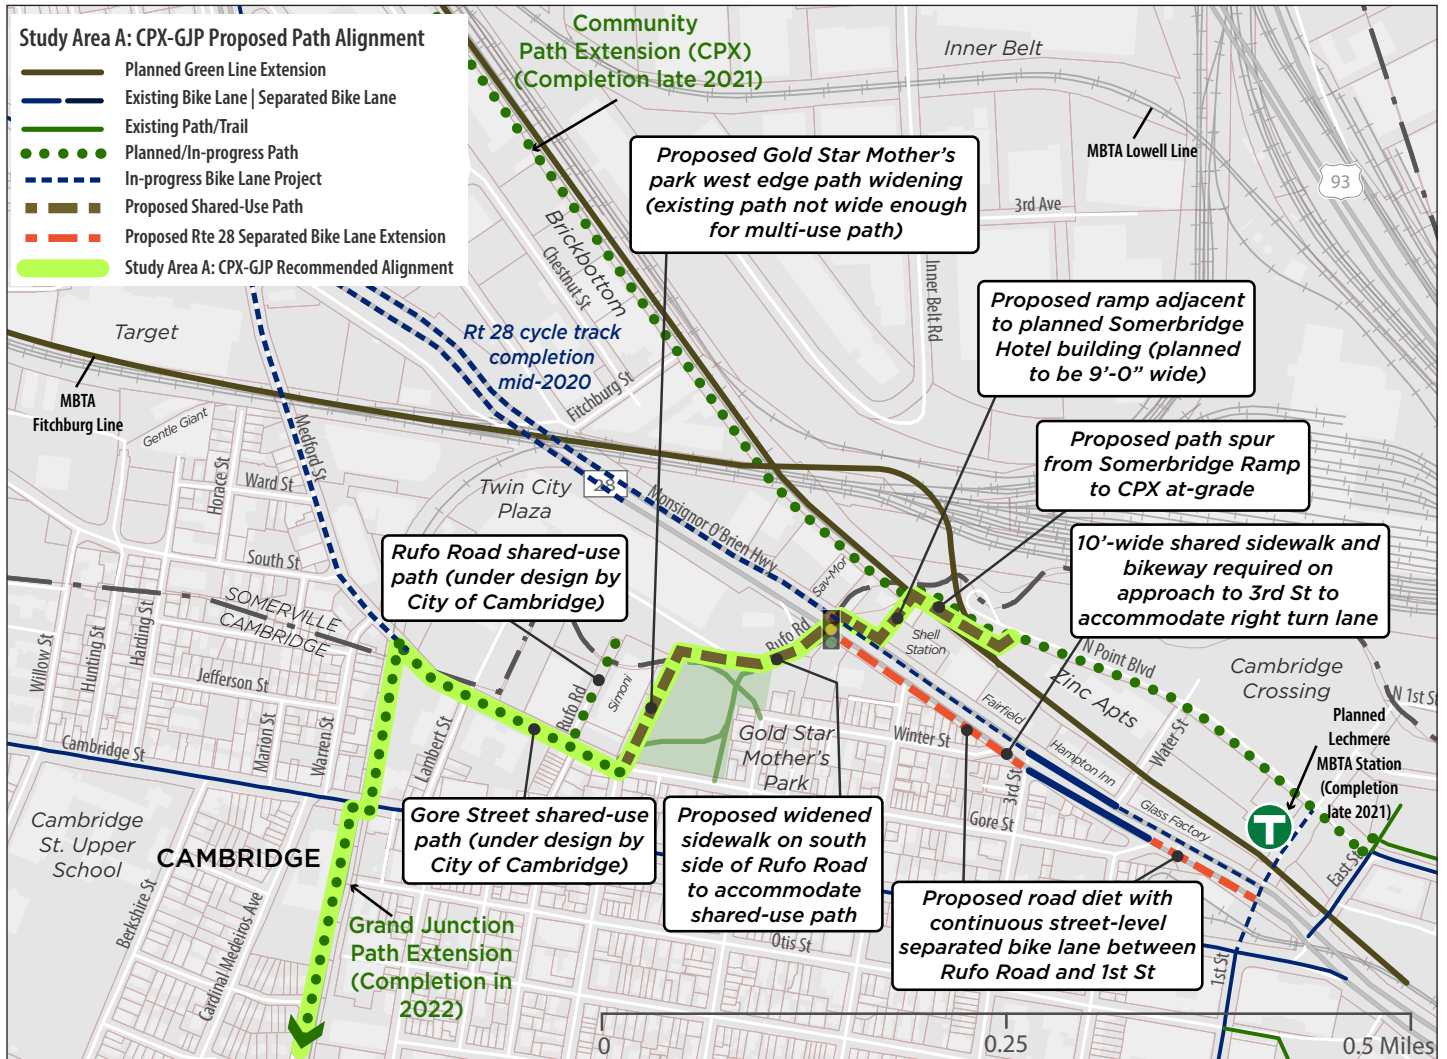 Study Area A: CPX-GJP Proposed Path Alignment
Planned Green Line Extension
Existing Bike Lane | Separated Bike Lane
Existing Path/Trail
Planned/In-progress Path
In-progress Bike Lane Project
Proposed Shared-Use Path
Proposed Rte 28 Separated Bike Lane Extension
Study Area A: CPX-GJP Recommended Alignment
Community
Path Extension (CPX)
(Completion late 2021)
Inner Belt
MBTA Lowell Line
93
3rd Ave
Inner Belt Rd
Proposed Gold Star Mother's
park west edge path widening
(existing path not wide enough
for multi-use path)
Brickbottom
Chestnut St
Fitchburg St
Rt 28 cycle track
completion
mid-2020
Proposed ramp adjacent
to planned Somerbridge
Hotel building (planned
to be 9'-0" wide)
Target
MBTA
Fitchburg Line
Gentle Giant
Medford St
Horace St
Ward St
South St
Proposed path spur
from Somerbridge Ramp
to CPX at-grade
Twin City
Plaza
28
Monsignor O'Brien Hwy
Sav-Mor
Rufo Road shared-use
path (under design by
City of Cambridge)
10'-wide shared sidewalk and
bikeway required on
approach to 3rd St to
accommodate right turn lane
SOMERVILLE
CAMBRIDGE
Willow St
Hunting St
Harding St
Jefferson St
Marion St
Warren St
Lambert St
Cambridge St
Rufo Rd
Simoni
Rufo Rd
Shell
Station
N Point Blvd
Zinc Apts
Cambridge
Crossing
N 1st St
Fairfield
Winter St
Hampton Inn
Water St
Glass Factory
3rd St
Gore St
Planned
Lechmere
MBTA Station
(Completion
late 2021)
T
East St
Gold Star
Mother's
Park
Cambridge
St. Upper
School
CAMBRIDGE
Berkshire St
Cardinal Medeiros Ave
Gore Street shared-use
path (under design by
City of Cambridge)
Proposed widened
sidewalk on south
side of Rufo Road
to accommodate
shared-use path
Proposed road diet with
continuous street-level
separated bike lane between
Rufo Road and 1st St
Grand Junction
Path Extension
(Completion in
2022)
Otis St
1st St
0
0.25
0.5 Miles